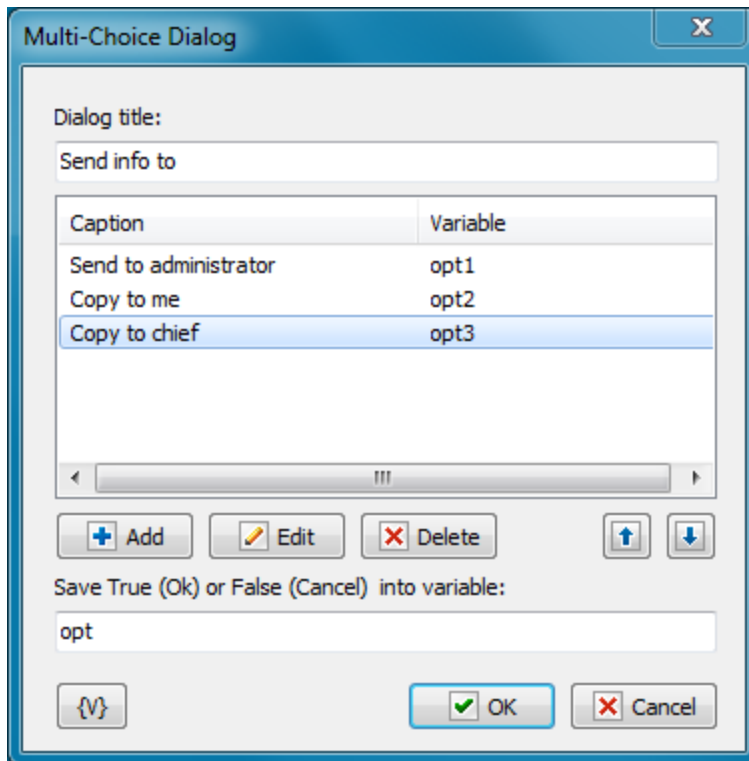 Multi-Choice Dialog
Dialog title:
Send info to
Caption Variable
Send to administrator opt1
Copy to me opt2
Copy to chief opt3
Add Edit Delete
Save True (Ok) or False (Cancel) into variable:
opt
{V} OK Cancel